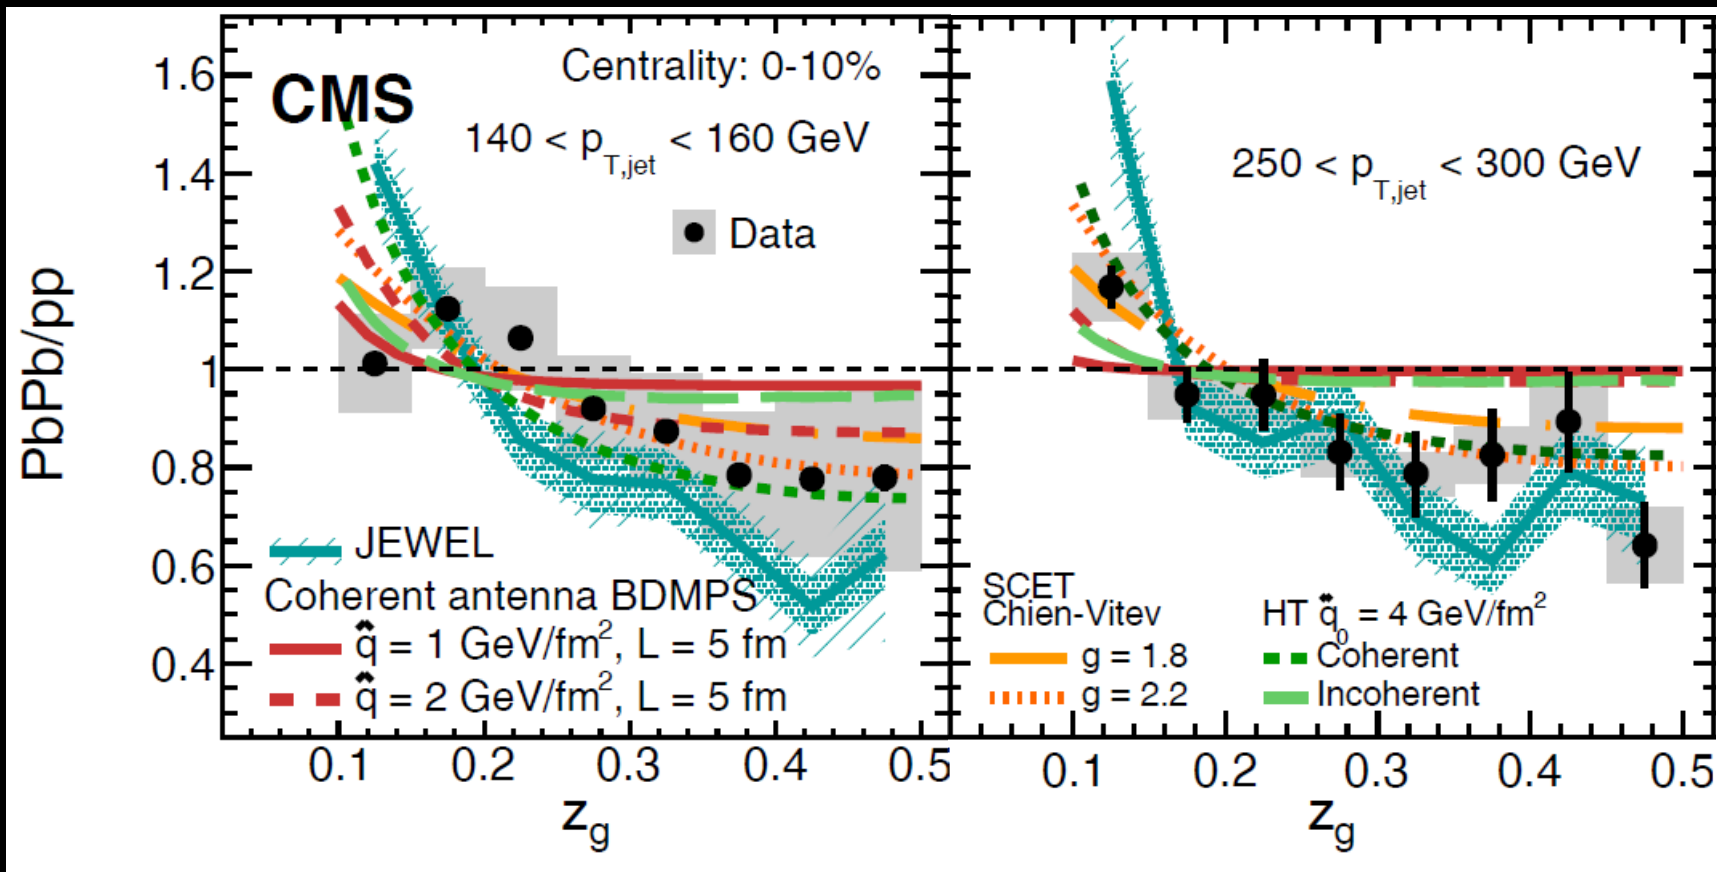 PbPb/pp
1.6
1.4
1.2
1
0.8
0.6
0.4
CMS
Centrality: 0-10%
140 < p_T,jet < 160 GeV
Data
JEWEL
Coherent antenna BDMPS
q̂ = 1 GeV/fm², L = 5 fm
q̂ = 2 GeV/fm², L = 5 fm
0.1 0.2 0.3 0.4 0.5
z_g
250 < p_T,jet < 300 GeV
SCET
Chien-Vitev
g = 1.8
g = 2.2
HT q̂_0 = 4 GeV/fm²
Coherent
Incoherent
0.1 0.2 0.3 0.4 0.5
z_g